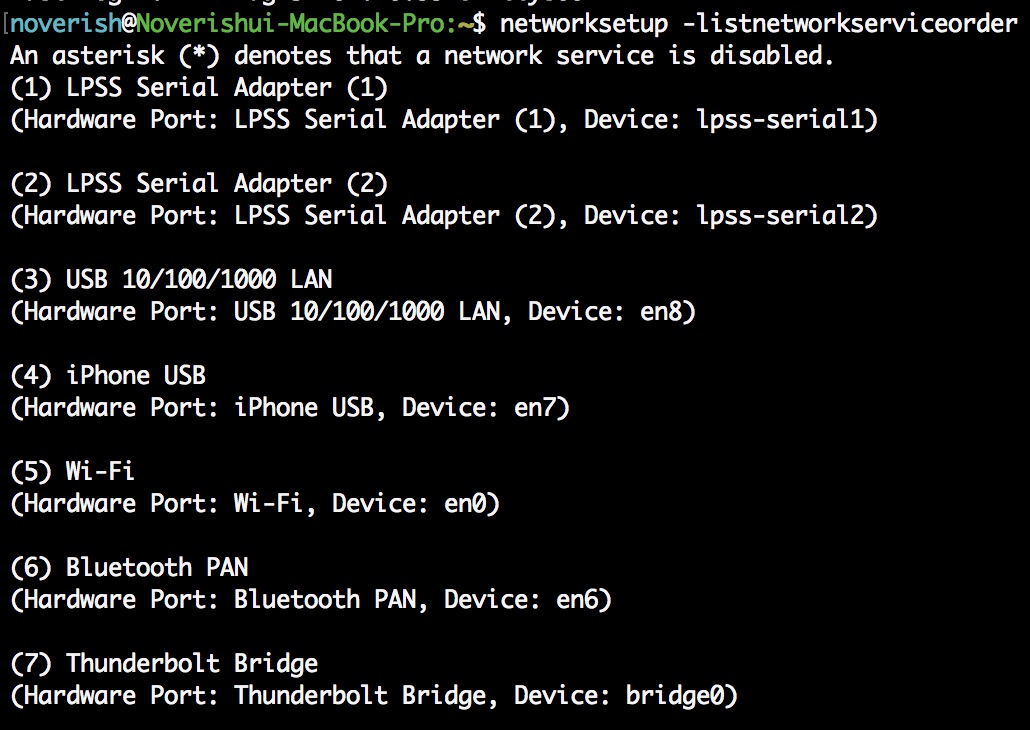 noverish@Noverishui-MacBook-Pro:~$ networksetup -listnetworkserviceorder
An asterisk (*) denotes that a network service is disabled.
(1) LPSS Serial Adapter (1)
(Hardware Port: LPSS Serial Adapter (1), Device: lpss-serial1)
(2) LPSS Serial Adapter (2)
(Hardware Port: LPSS Serial Adapter (2), Device: lpss-serial2)
(3) USB 10/100/1000 LAN
(Hardware Port: USB 10/100/1000 LAN, Device: en8)
(4) iPhone USB
(Hardware Port: iPhone USB, Device: en7)
(5) Wi-Fi
(Hardware Port: Wi-Fi, Device: en0)
(6) Bluetooth PAN
(Hardware Port: Bluetooth PAN, Device: en6)
(7) Thunderbolt Bridge
(Hardware Port: Thunderbolt Bridge, Device: bridge0)